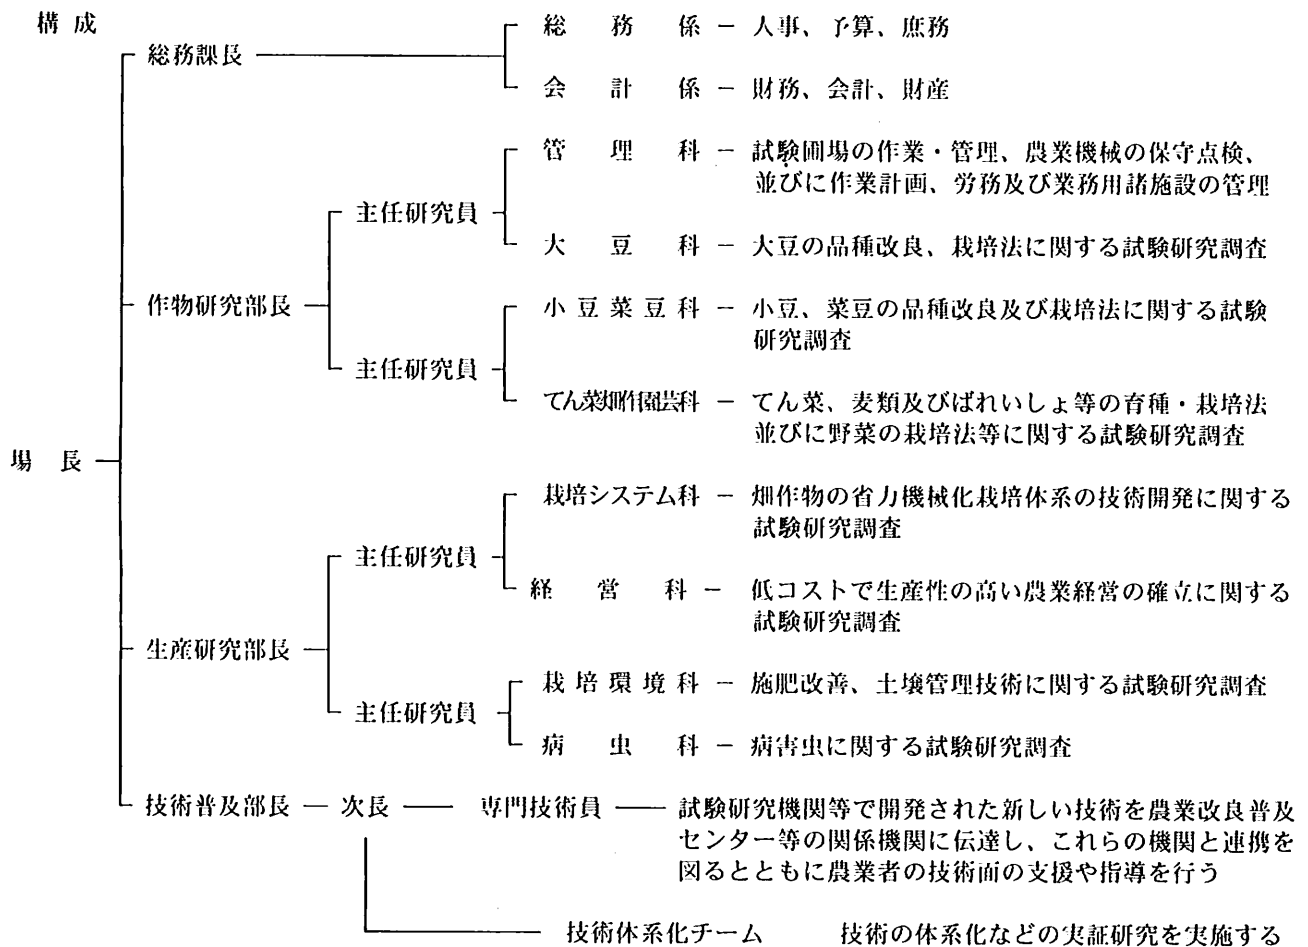 構成
総務課長
総務係 － 人事、予算、庶務
会計係 － 財務、会計、財産
作物研究部長
主任研究員
管理科 － 試験圃場の作業・管理、農業機械の保守点検、
並びに作業計画、労務及び業務用諸施設の管理
大豆科 － 大豆の品種改良、栽培法に関する試験研究調査
主任研究員
小豆菜豆科 － 小豆、菜豆の品種改良及び栽培法に関する試験
研究調査
てん菜畑作園芸科 － てん菜、麦類及びばれいしょ等の育種・栽培法
並びに野菜の栽培法等に関する試験研究調査
場長
生産研究部長
主任研究員
栽培システム科 － 畑作物の省力機械化栽培体系の技術開発に関する
試験研究調査
経営科 － 低コストで生産性の高い農業経営の確立に関する
試験研究調査
主任研究員
栽培環境科 － 施肥改善、土壌管理技術に関する試験研究調査
病虫科 － 病害虫に関する試験研究調査
技術普及部長 － 次長 － 専門技術員 － 試験研究機関等で開発された新しい技術を農業改良普及
センター等の関係機関に伝達し、これらの機関と連携を
図るとともに農業者の技術面の支援や指導を行う
技術体系化チーム 技術の体系化などの実証研究を実施する